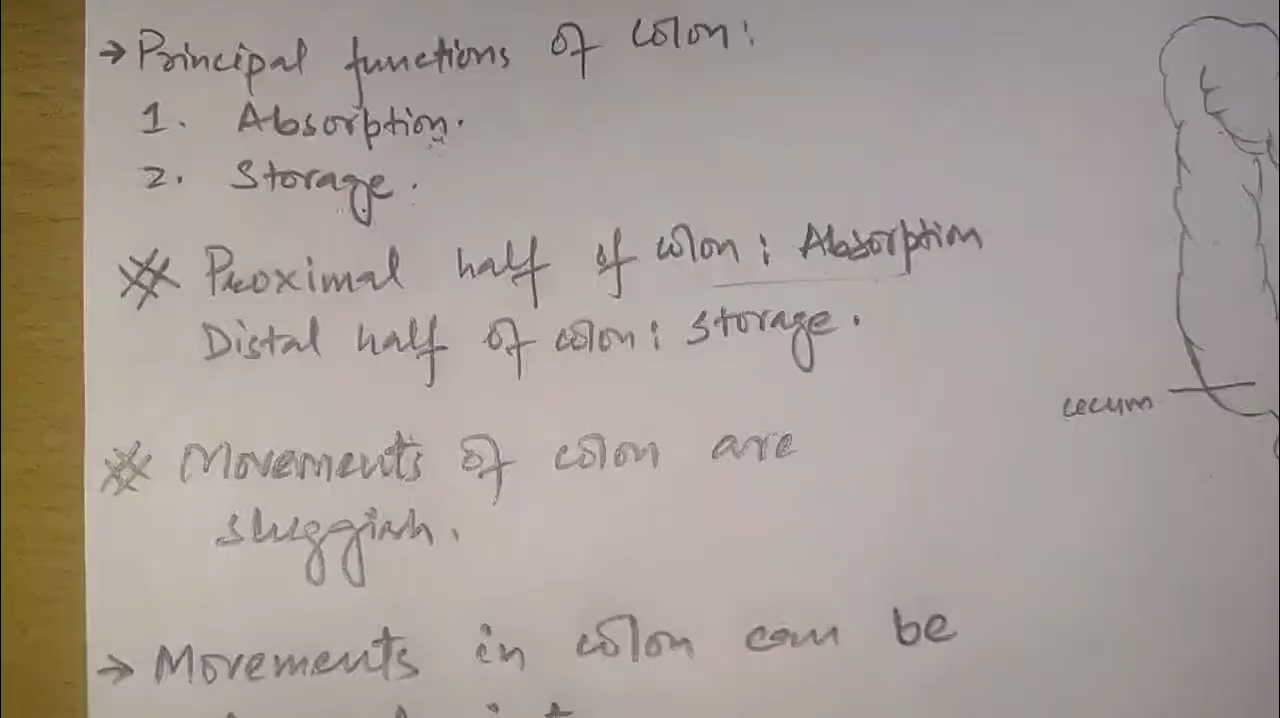 → Principal functions of colon:
1. Absorption.
2. Storage.
※ Proximal half of colon: Absorption
Distal half of colon: Storage.
cecum
※ Movements of colon are
sluggish.
→ Movements in colon can be